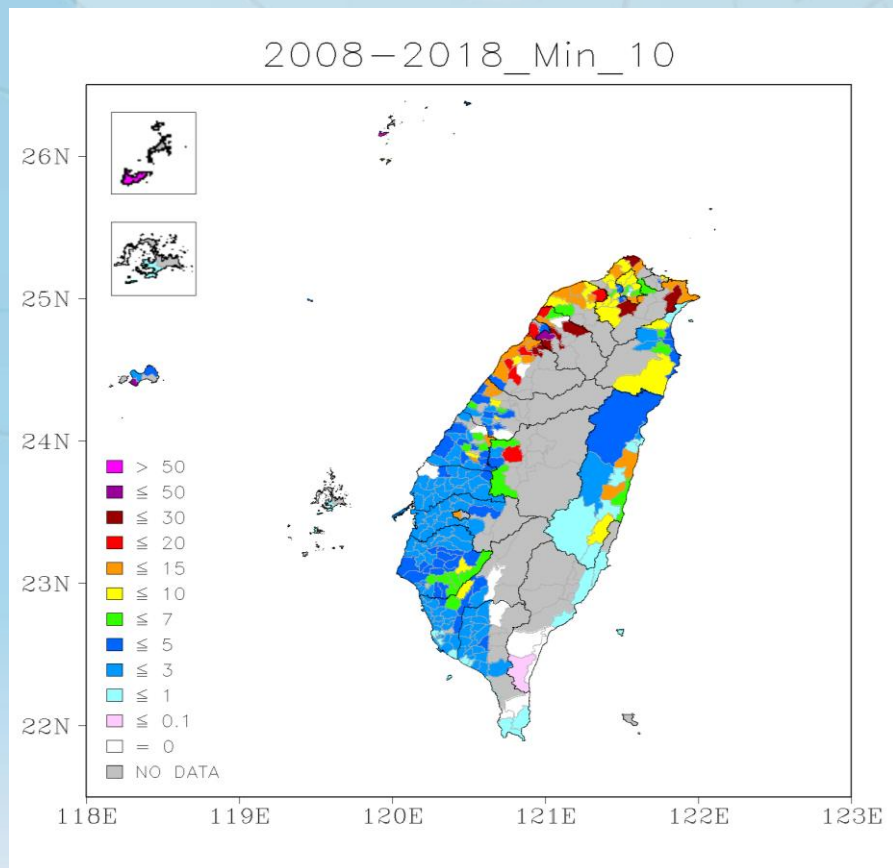 2008-2018_Min_10
26N
25N
24N
23N
22N
> 50
≦ 50
≦ 30
≦ 20
≦ 15
≦ 10
≦ 7
≦ 5
≦ 3
≦ 1
≦ 0.1
= 0
NO DATA
118E 119E 120E 121E 122E 123E